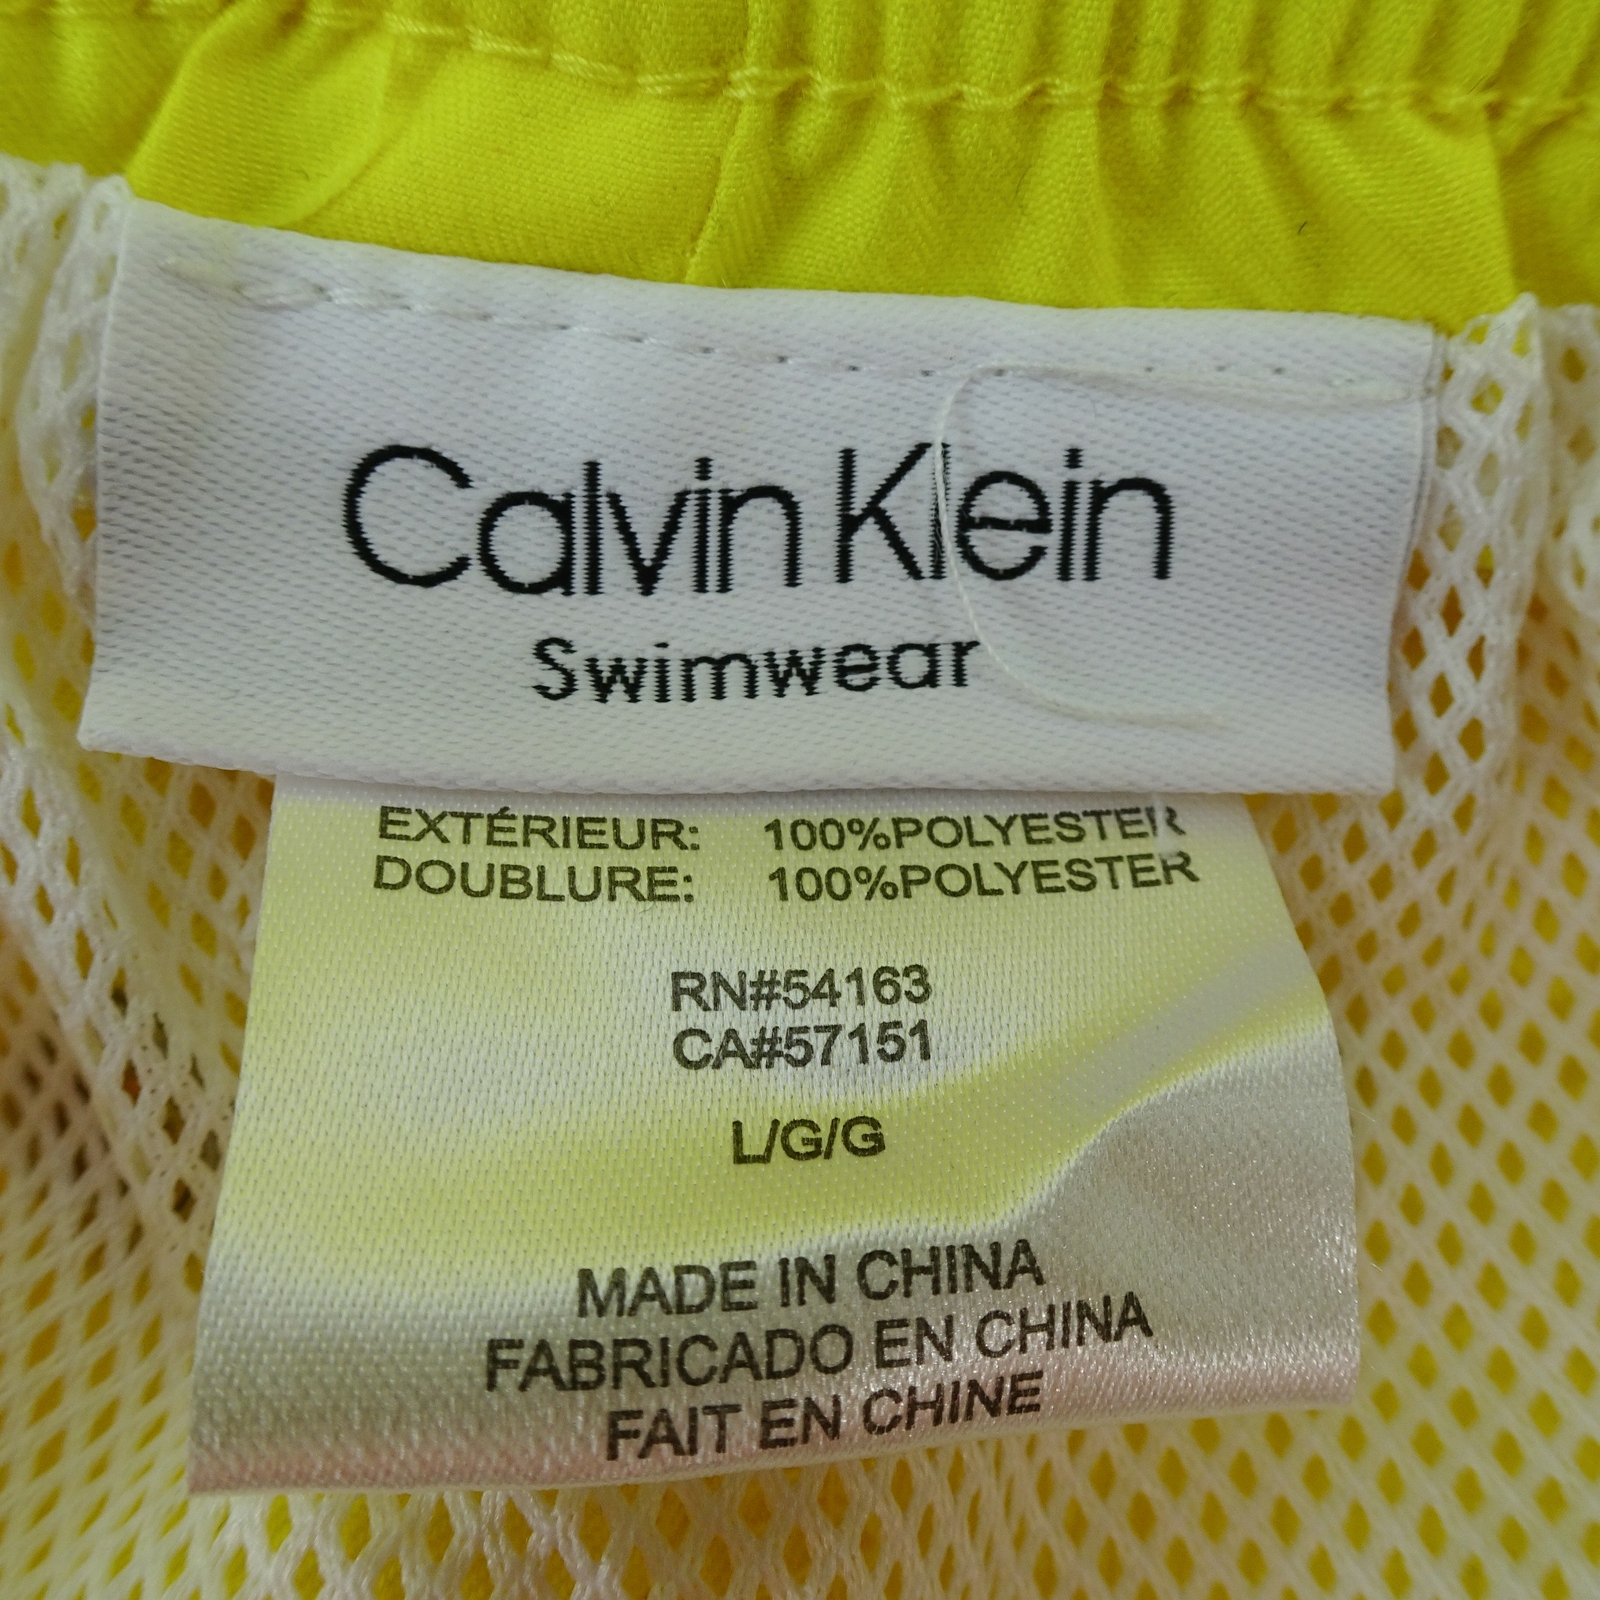 Calvin Klein
Swimwear
EXTÉRIEUR: 100%POLYESTER
DOUBLURE: 100%POLYESTER
RN#54163
CA#57151
L/G/G
MADE IN CHINA
FABRICADO EN CHINA
FAIT EN CHINE